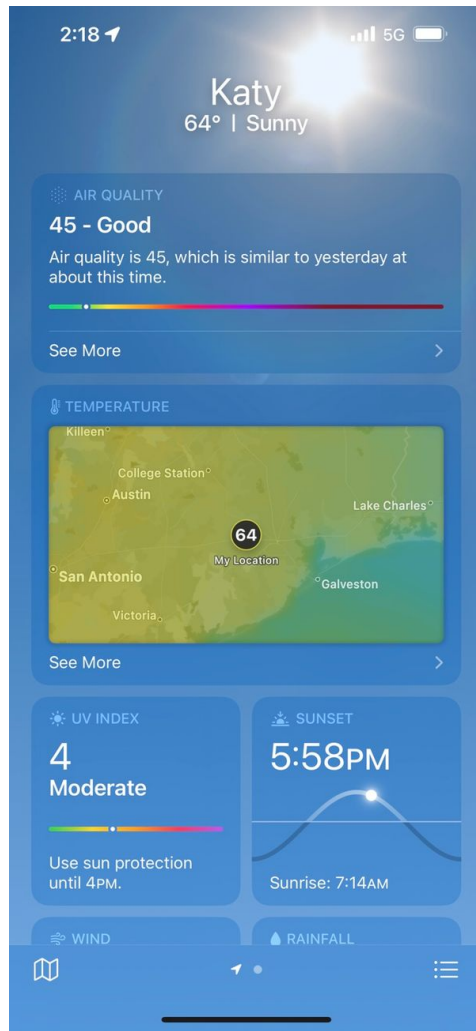 2:18
5G
Katy
64° | Sunny
AIR QUALITY
45 - Good
Air quality is 45, which is similar to yesterday at
about this time.
See More
TEMPERATURE
Killeen
College Station
Austin
Lake Charles
64
My Location
San Antonio
Galveston
Victoria
See More
UV INDEX
4
Moderate
Use sun protection
until 4PM.
SUNSET
5:58PM
Sunrise: 7:14AM
WIND
RAINFALL